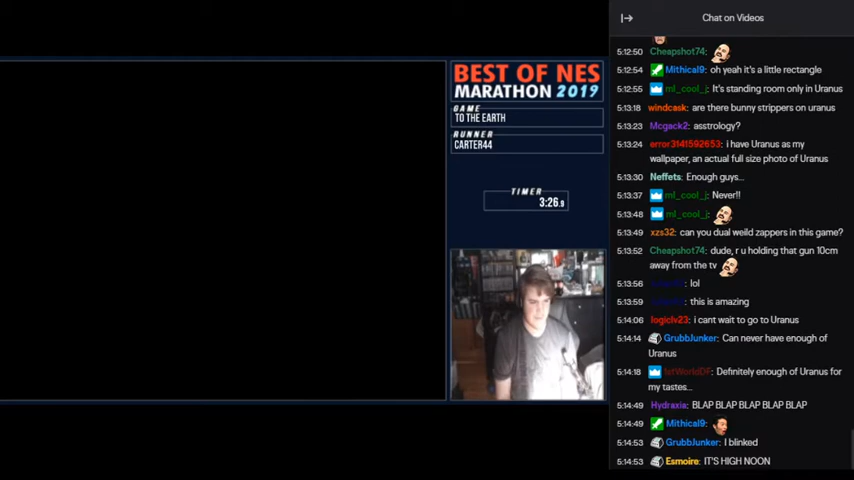 BEST OF NES
MARATHON 2019
GAME
TO THE EARTH
RUNNER
CARTER44
TIMER
3:26.9
Chat on Videos
5:12:50 Cheapshot74:
5:12:54 Mithical9: oh yeah it's a little rectangle
5:12:55 ml_cool_j: It's standing room only in Uranus
5:13:18 windcask: are there bunny strippers on uranus
5:13:23 Mcgack2: asstrology?
5:13:24 error3141592653: i have Uranus as my
wallpaper, an actual full size photo of Uranus
5:13:30 Neffets: Enough guys...
5:13:37 ml_cool_j: Never!!
5:13:48 ml_cool_j:
5:13:49 xzs32: can you dual weild zappers in this game?
5:13:52 Cheapshot74: dude, r u holding that gun 10cm
away from the tv
5:13:56 lol
5:13:59 this is amazing
5:14:06 logiclv23: i cant wait to go to Uranus
5:14:14 GrubbJunker: Can never have enough of
Uranus
5:14:18 1stWorldDF: Definitely enough of Uranus for
my tastes...
5:14:49 Hydraxia: BLAP BLAP BLAP BLAP BLAP
5:14:49 Mithical9:
5:14:53 GrubbJunker: I blinked
5:14:53 Esmoire: IT'S HIGH NOON